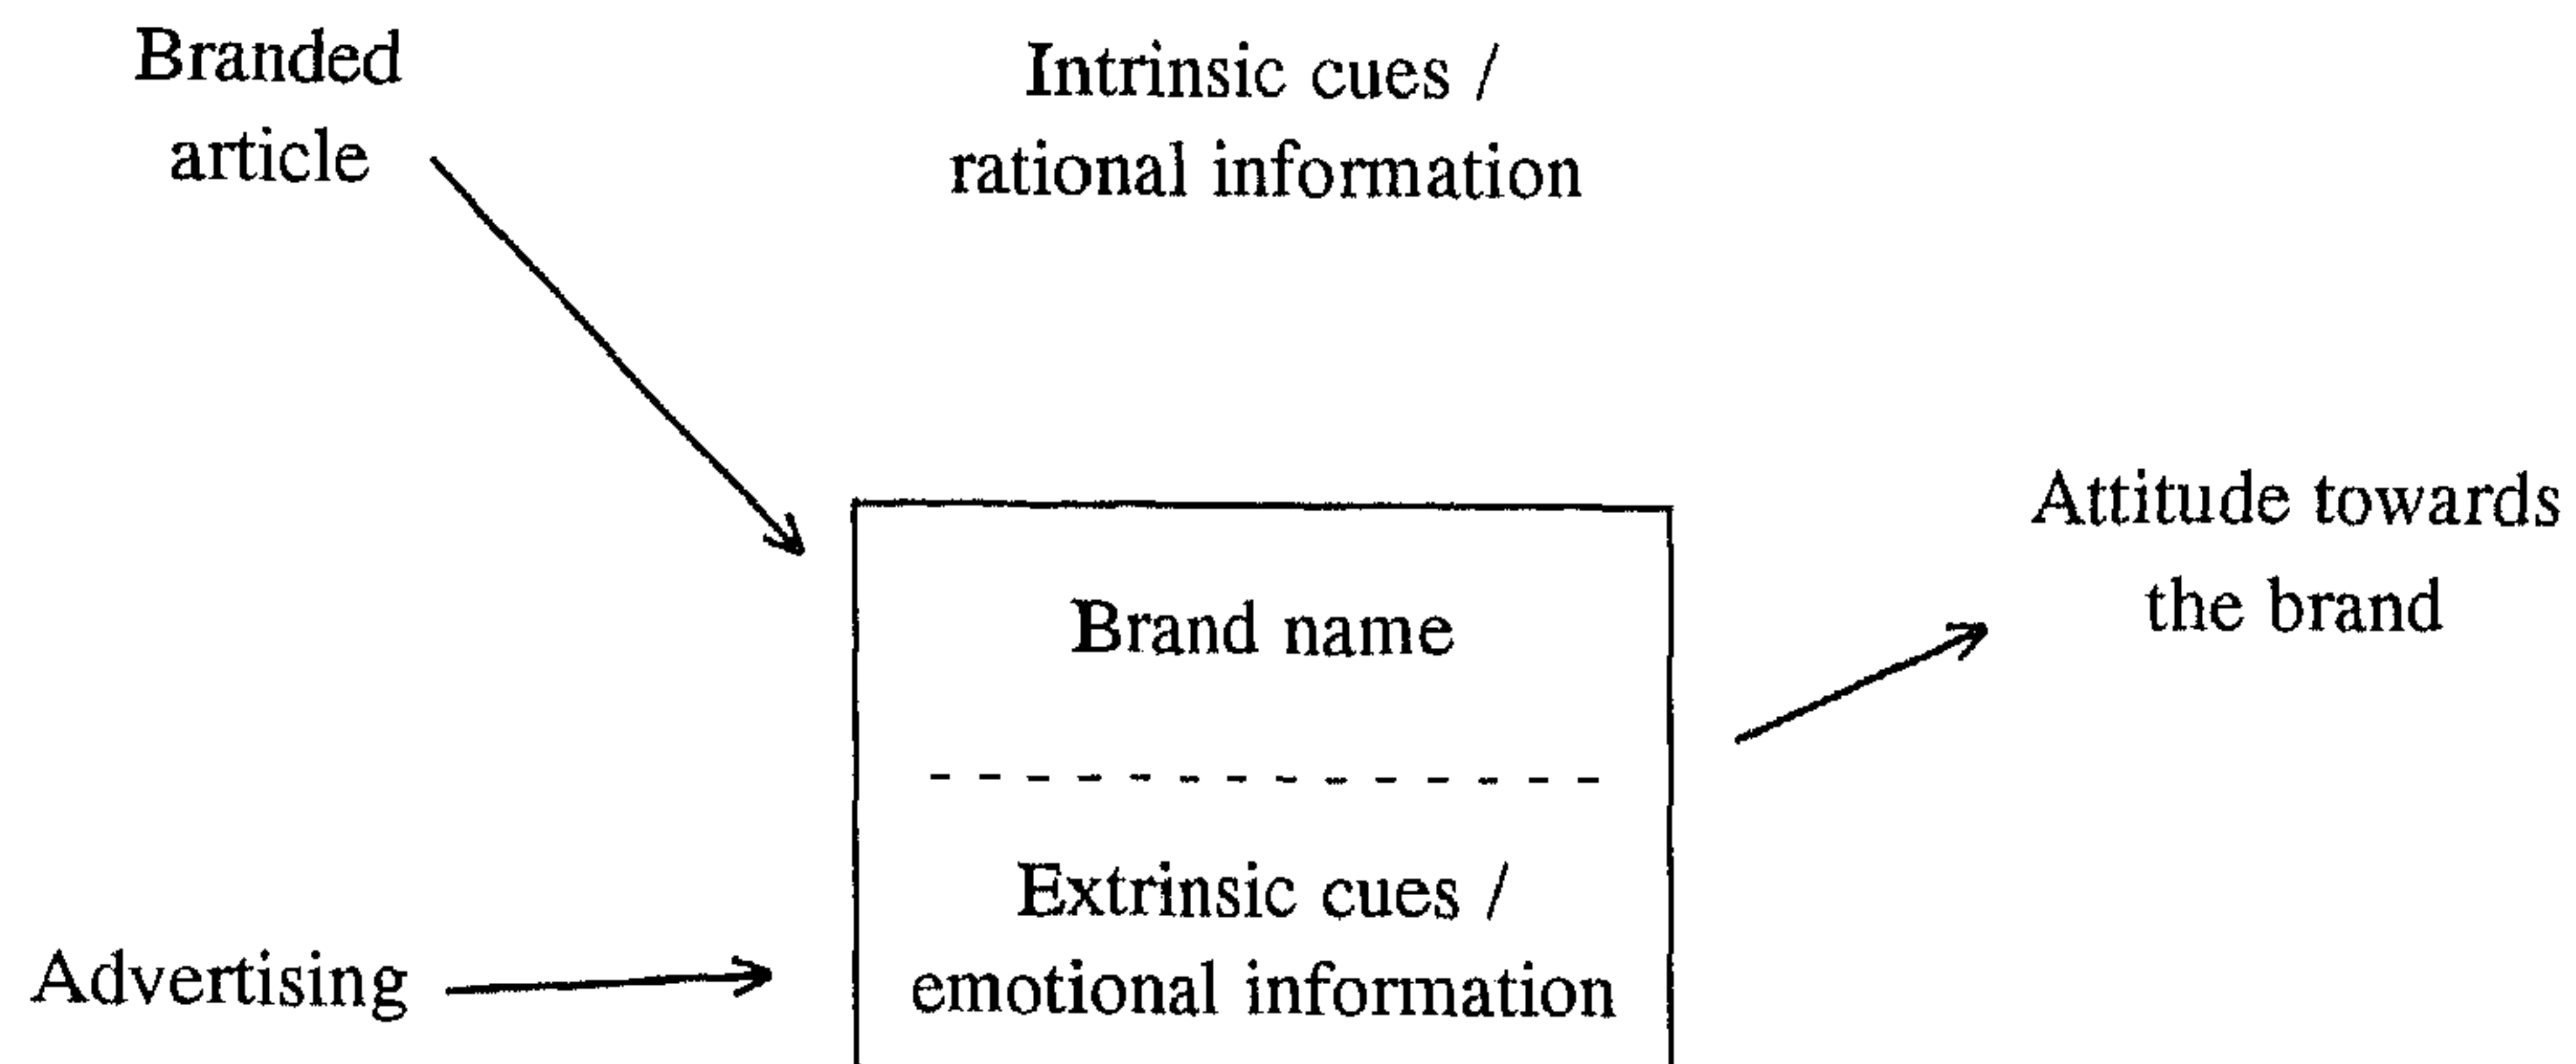 Branded
article
Intrinsic cues /
rational information
Attitude towards
the brand
Brand name
Extrinsic cues /
emotional information
Advertising